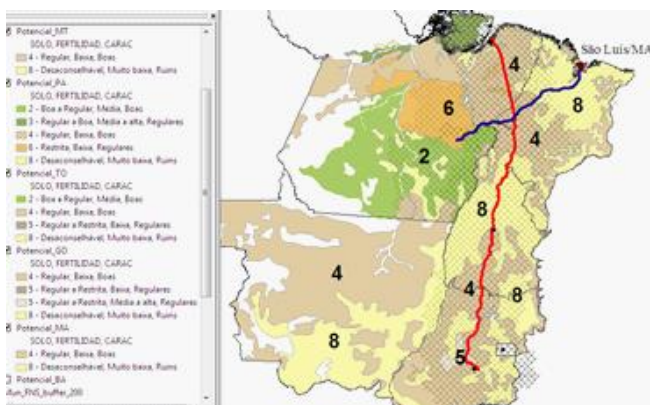 Potencial_MT
SOLO, FERTILIDAD, CARAC
4 - Regular, Baixa, Boas
8 - Desaconselhável, Muito baixa, Ruins
Potencial_PA
SOLO, FERTILIDAD, CARAC
2 - Boa a Regular, Média, Boas
3 - Regular a Boa, Média a alta, Regulares
4 - Regular, Baixa, Boas
6 - Restrita, Baixa, Regulares
8 - Desaconselhável, Muito baixa, Ruins
Potencial_TO
SOLO, FERTILIDAD, CARAC
2 - Boa a Regular, Média, Boas
4 - Regular, Baixa, Boas
5 - Regular a Restrita, Baixa, Regulares
8 - Desaconselhável, Muito baixa, Ruins
Potencial_GO
SOLO, FERTILIDAD, CARAC
4 - Regular, Baixa, Boas
5 - Regular a Restrita, Baixa, Regulares
5 - Regular a Restrita, Média a alta, Regulares
8 - Desaconselhável, Muito baixa, Ruins
Potencial_MA
SOLO, FERTILIDAD, CARAC
4 - Regular, Baixa, Boas
8 - Desaconselhável, Muito baixa, Ruins
Potencial_BA
Mun_FNS_buffer_200
São Luís/MA
4
8
6
4
2
8
4
4
8
8
5